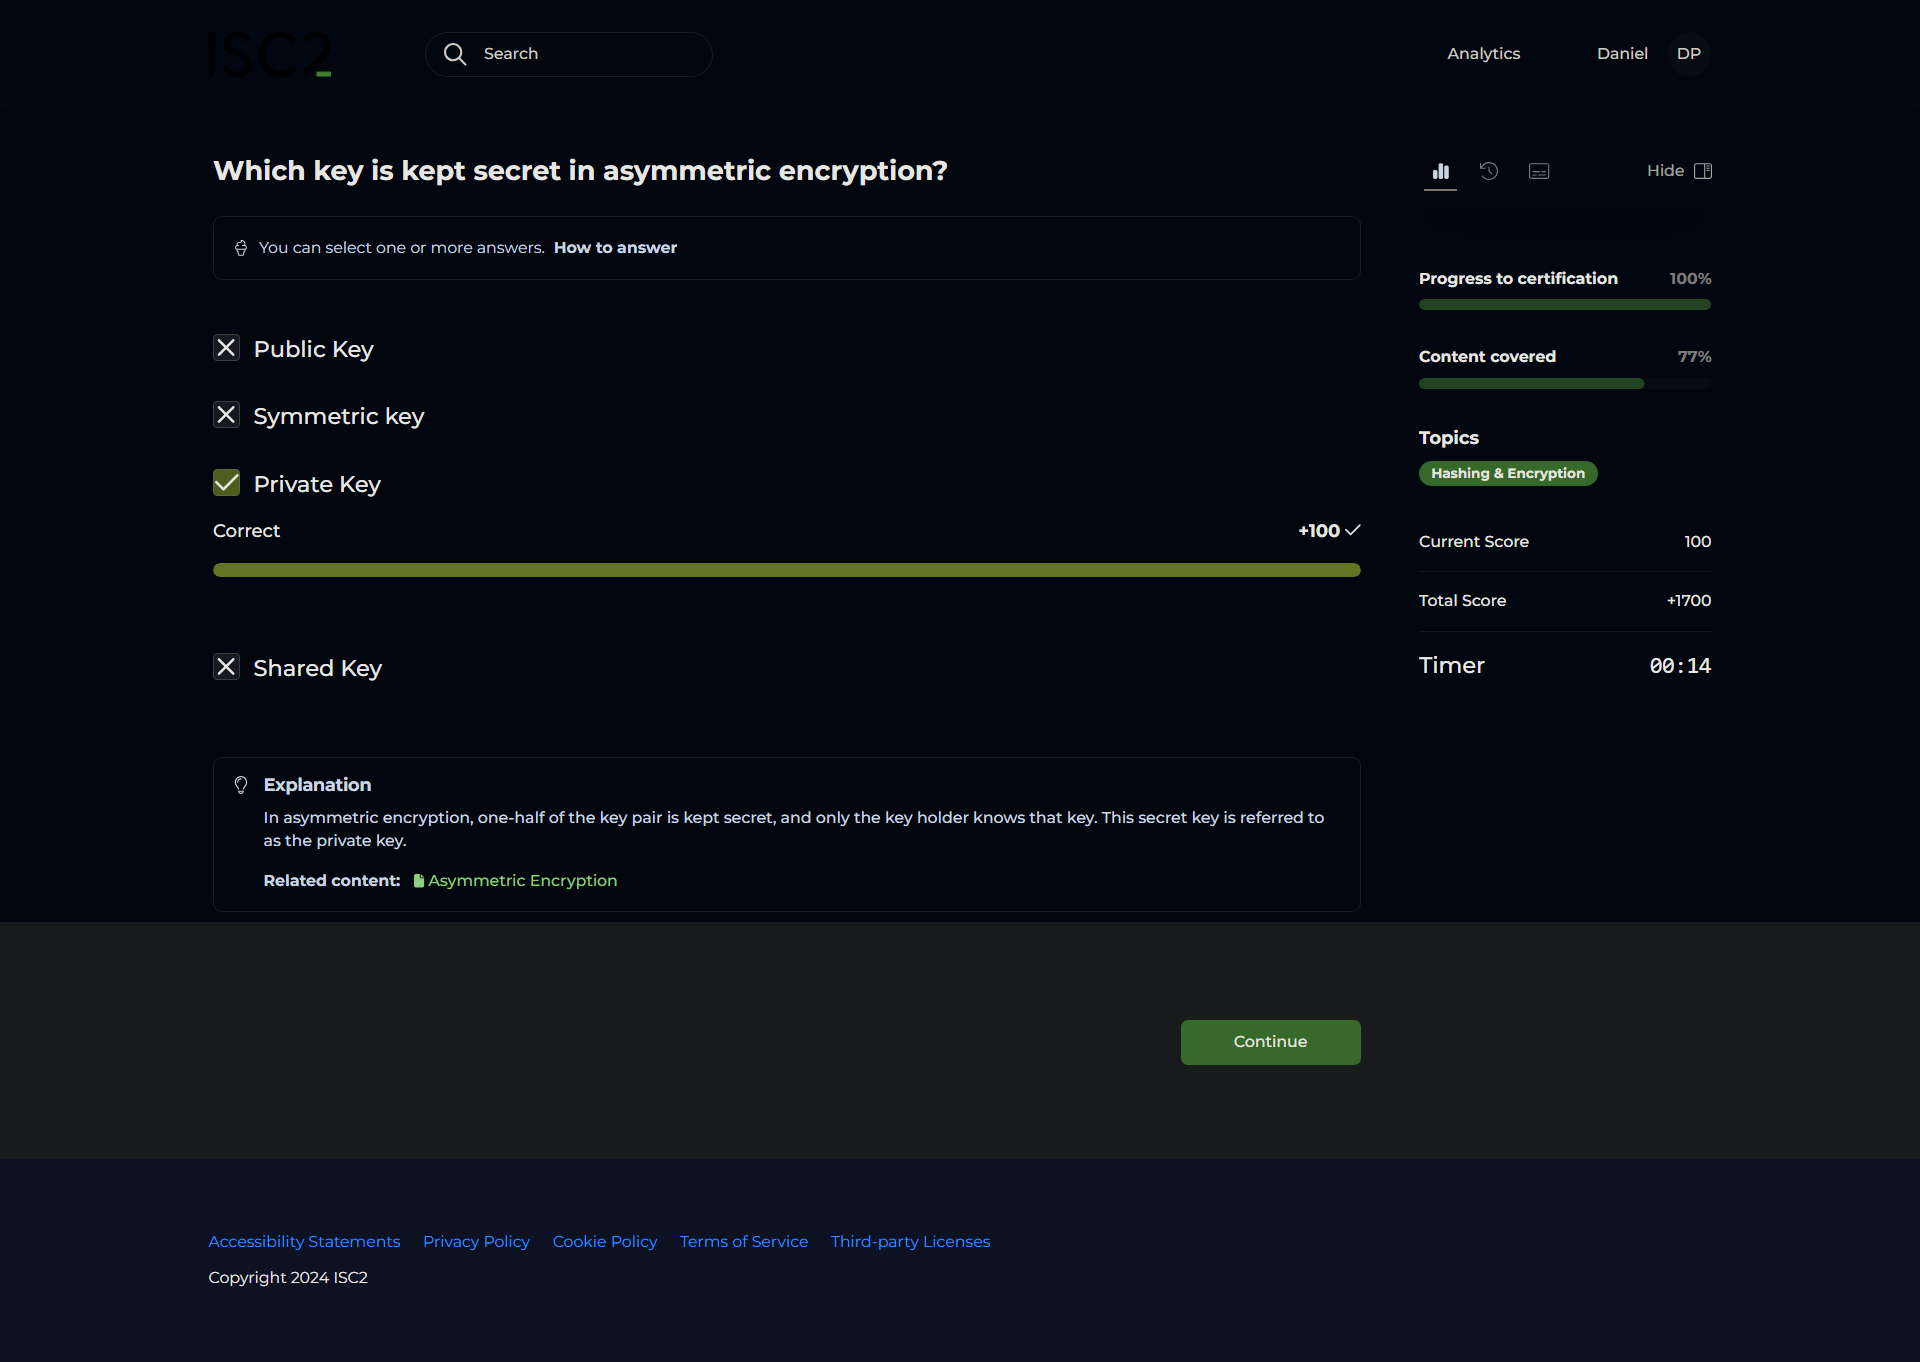 ISC2
Search
Analytics
Daniel
DP
Which key is kept secret in asymmetric encryption?
You can select one or more answers. How to answer
Public Key
Symmetric key
Private Key
Correct
+100
Shared Key
Explanation
In asymmetric encryption, one-half of the key pair is kept secret, and only the key holder knows that key. This secret key is referred to
as the private key.
Related content: Asymmetric Encryption
Hide
Progress to certification 100%
Content covered 77%
Topics
Hashing & Encryption
Current Score 100
Total Score +1700
Timer 00:14
Continue
Accessibility Statements Privacy Policy Cookie Policy Terms of Service Third-party Licenses
Copyright 2024 ISC2